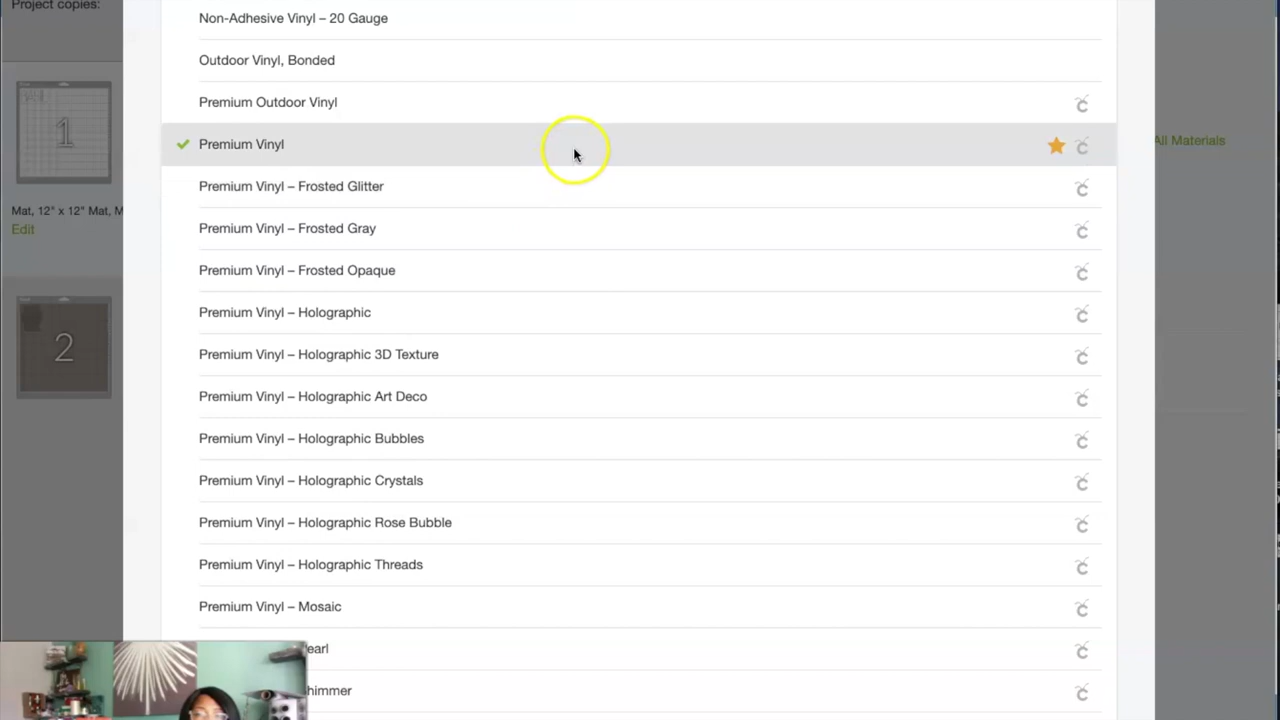 Project copies:
Non-Adhesive Vinyl – 20 Gauge
Outdoor Vinyl, Bonded
Premium Outdoor Vinyl
All Materials
Premium Vinyl
1
Premium Vinyl – Frosted Glitter
Mat, 12" x 12" Mat, M
Edit
Premium Vinyl – Frosted Gray
Premium Vinyl – Frosted Opaque
Premium Vinyl – Holographic
2
Premium Vinyl – Holographic 3D Texture
Premium Vinyl – Holographic Art Deco
Premium Vinyl – Holographic Bubbles
Premium Vinyl – Holographic Crystals
Premium Vinyl – Holographic Rose Bubble
Premium Vinyl – Holographic Threads
Premium Vinyl – Mosaic
earl
himmer